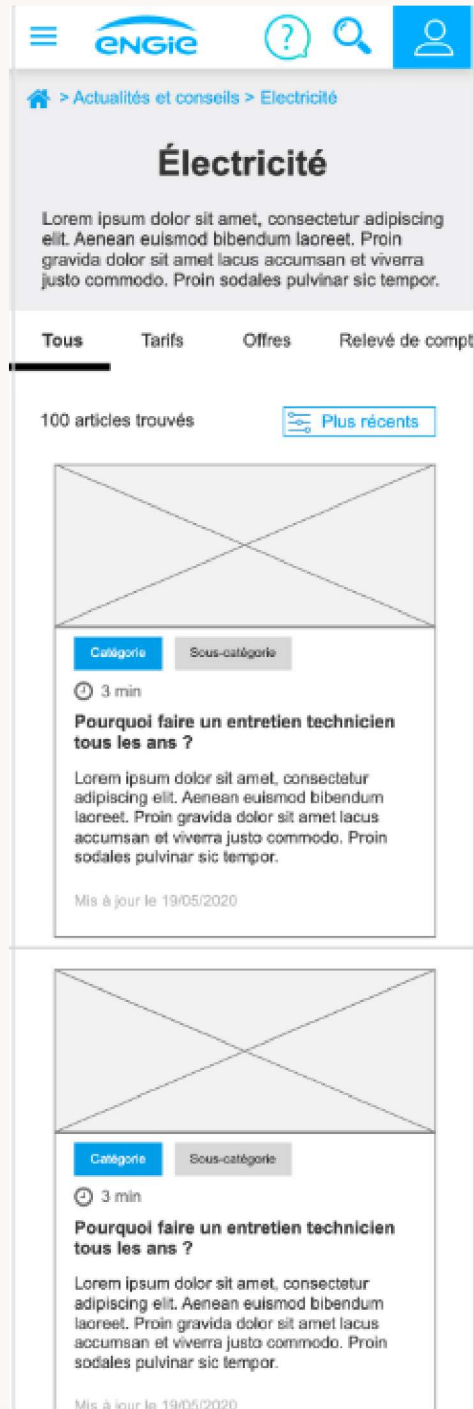 ENGIE
?
> Actualités et conseils > Electricité
Électricité
Lorem ipsum dolor sit amet, consectetur adipiscing
elit. Aenean euismod bibendum laoreet. Proin
gravida dolor sit amet lacus accumsan et viverra
justo commodo. Proin sodales pulvinar sic tempor.
Tous Tarifs Offres Relevé de compt
100 articles trouvés Plus récents
Catégorie Sous-catégorie
3 min
Pourquoi faire un entretien technicien
tous les ans ?
Lorem ipsum dolor sit amet, consectetur
adipiscing elit. Aenean euismod bibendum
laoreet. Proin gravida dolor sit amet lacus
accumsan et viverra justo commodo. Proin
sodales pulvinar sic tempor.
Mis à jour le 19/05/2020
Catégorie Sous-catégorie
3 min
Pourquoi faire un entretien technicien
tous les ans ?
Lorem ipsum dolor sit amet, consectetur
adipiscing elit. Aenean euismod bibendum
laoreet. Proin gravida dolor sit amet lacus
accumsan et viverra justo commodo. Proin
sodales pulvinar sic tempor.
Mis à jour le 19/05/2020